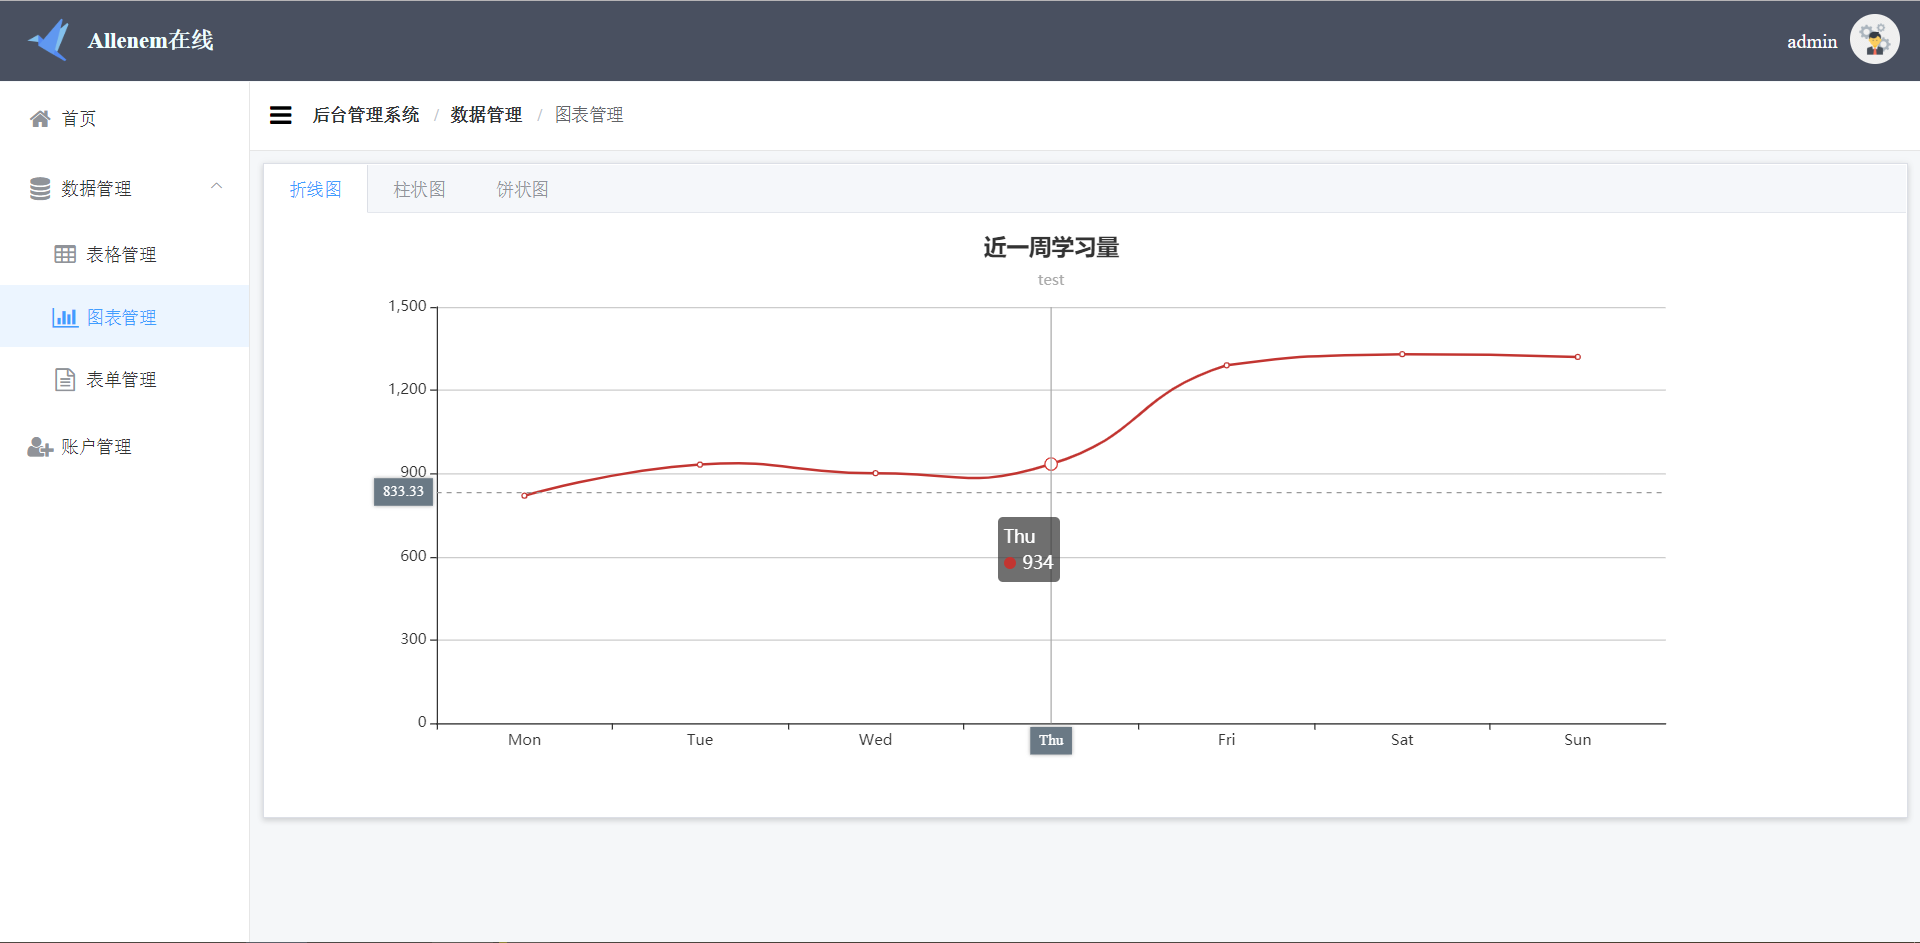 Allenem在线
admin
首页
数据管理
表格管理
图表管理
表单管理
账户管理
后台管理系统 / 数据管理 / 图表管理
折线图 柱状图 饼状图
近一周学习量
test
1,500
1,200
900
833.33
600
300
0
Thu
934
Mon Tue Wed Thu Fri Sat Sun